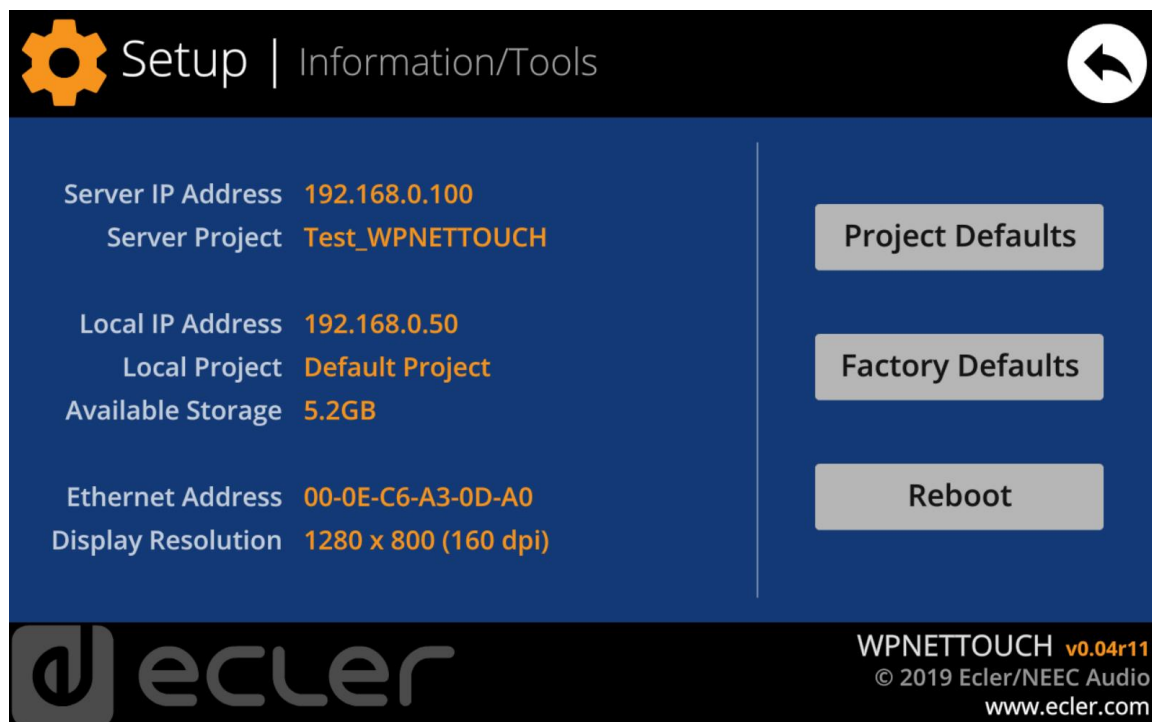 Setup | Information/Tools
Server IP Address 192.168.0.100
Server Project Test_WPNETTOUCH
Local IP Address 192.168.0.50
Local Project Default Project
Available Storage 5.2GB
Ethernet Address 00-0E-C6-A3-0D-A0
Display Resolution 1280 x 800 (160 dpi)
Project Defaults
Factory Defaults
Reboot
ecler
WPNETTOUCH v0.04r11
© 2019 Ecler/NEEC Audio
www.ecler.com